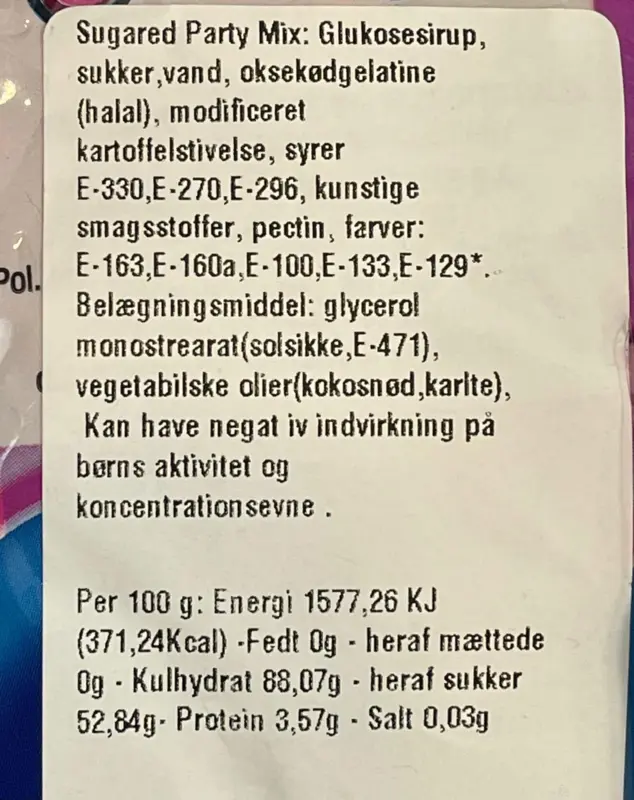 Sugared Party Mix: Glukosesirup,
sukker,vand, oksekødgelatine
(halal), modificeret
kartoffelstivelse, syrer
E-330,E-270,E-296, kunstige
smagsstoffer, pectin, farver:
E-163,E-160a,E-100,E-133,E-129*.
Pol.
Belægningsmiddel: glycerol
monostrearat(solsikke,E-471),
vegetabilske olier(kokosnød,karite),
Kan have negat iv indvirkning på
børns aktivitet og
koncentrationsevne .
Per 100 g: Energi 1577,26 KJ
(371,24Kcal) -Fedt 0g - heraf mættede
0g - Kulhydrat 88,07g - heraf sukker
52,84g- Protein 3,57g - Salt 0,03g